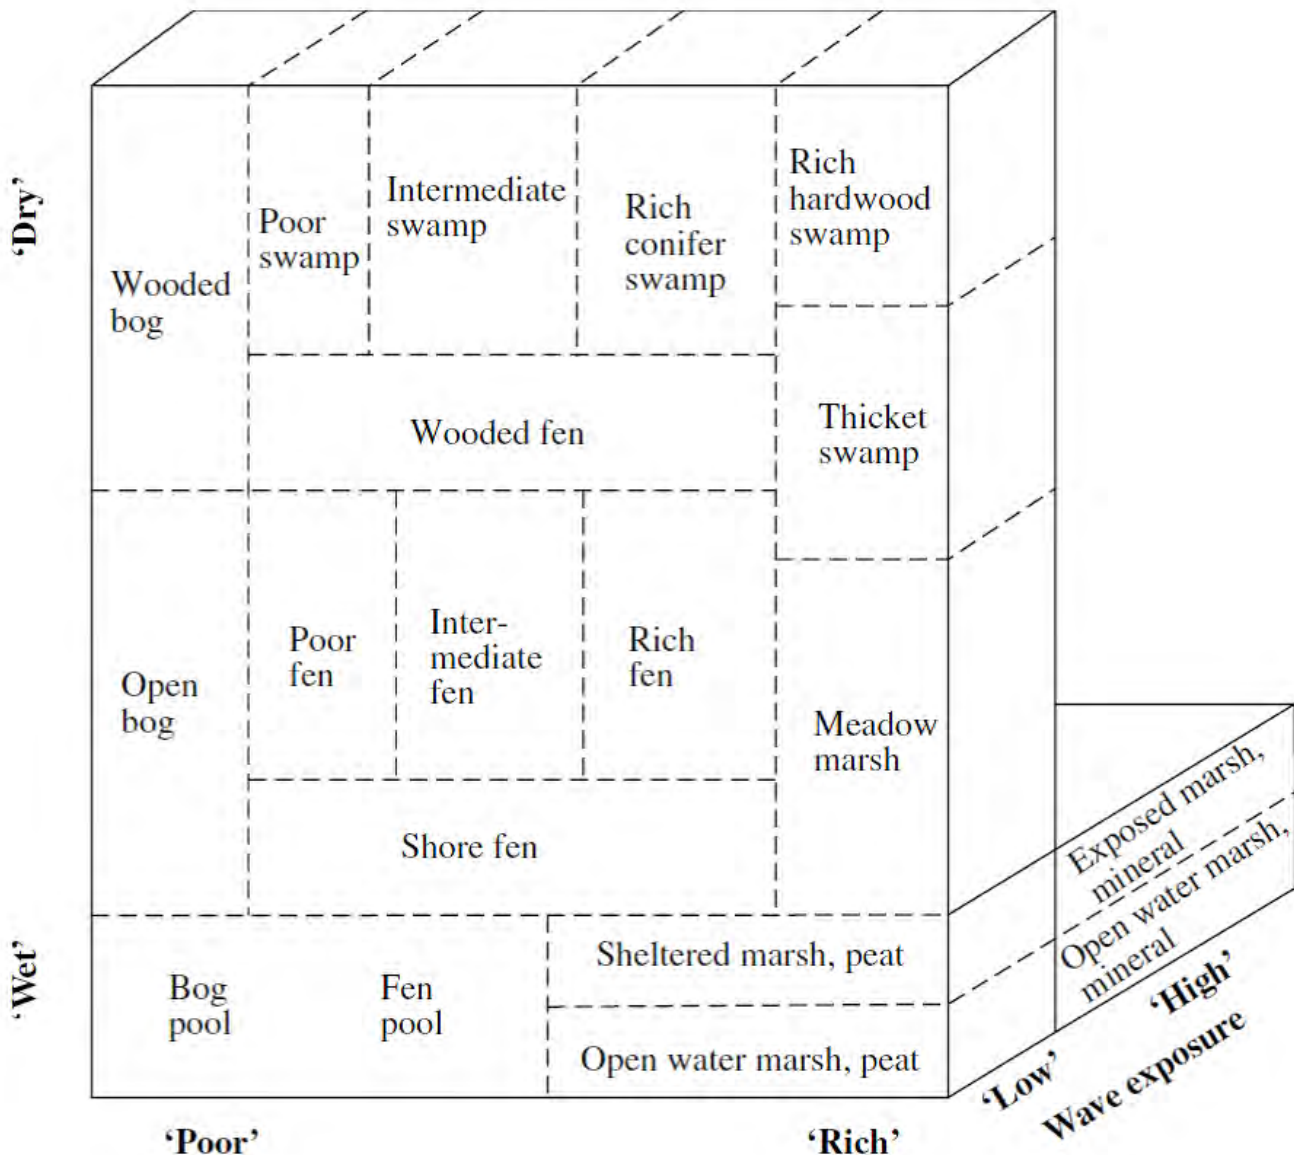 ‘Dry’
Wooded
bog
Poor
swamp
Intermediate
swamp
Rich
conifer
swamp
Rich
hardwood
swamp
Wooded fen
Thicket
swamp
Open
bog
Poor
fen
Inter-
mediate
fen
Rich
fen
Meadow
marsh
Shore fen
‘Wet’
Bog
pool
Fen
pool
Sheltered marsh, peat
Open water marsh, peat
Exposed marsh,
mineral
Open water marsh,
mineral
‘Low’
‘High’
Wave exposure
‘Poor’
‘Rich’